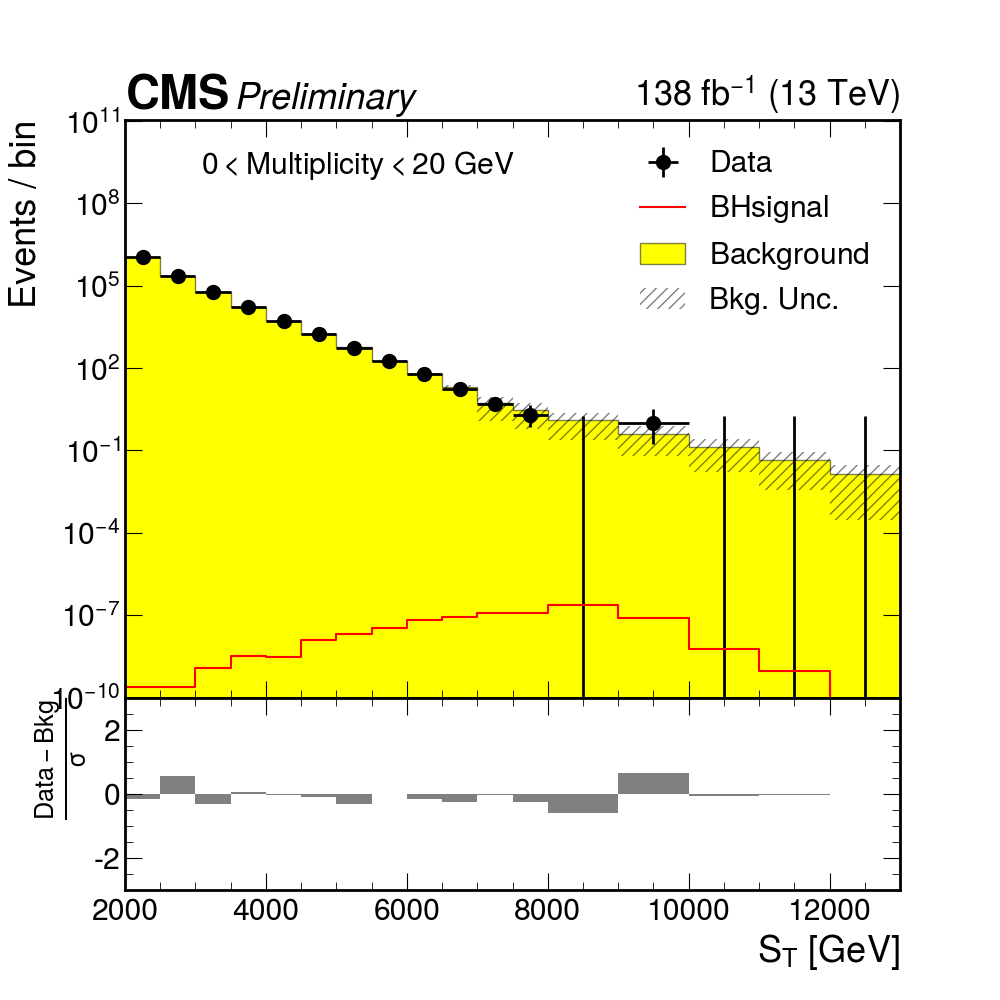 CMS Preliminary 138 fb⁻¹ (13 TeV)
Events / bin
10¹¹
10⁸
10⁵
10²
10⁻¹
10⁻⁴
10⁻⁷
10⁻¹⁰
0 < Multiplicity < 20 GeV
Data
BHsignal
Background
Bkg. Unc.
Data – Bkg
σ
2
0
-2
2000 4000 6000 8000 10000 12000
S_T [GeV]